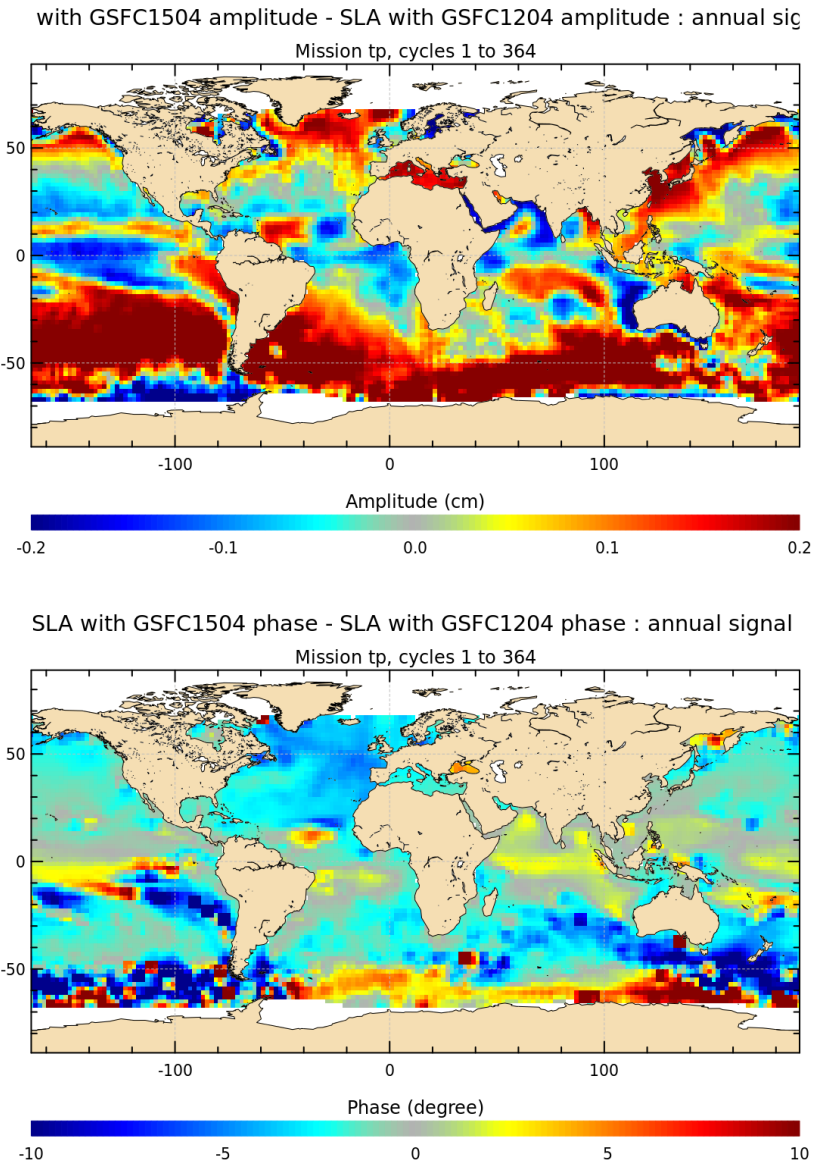 with GSFC1504 amplitude - SLA with GSFC1204 amplitude : annual sig
Mission tp, cycles 1 to 364
50
0
-50
-100 0 100
Amplitude (cm)
-0.2 -0.1 0.0 0.1 0.2
SLA with GSFC1504 phase - SLA with GSFC1204 phase : annual signal
Mission tp, cycles 1 to 364
50
0
-50
-100 0 100
Phase (degree)
-10 -5 0 5 10